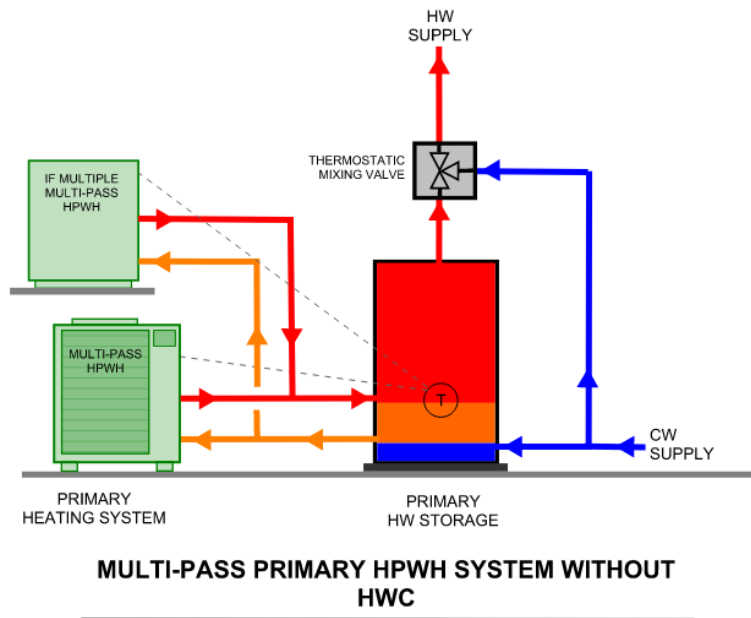 HW
SUPPLY
THERMOSTATIC
MIXING VALVE
IF MULTIPLE
MULTI-PASS
HPWH
MULTI-PASS
HPWH
T
CW
SUPPLY
PRIMARY
HEATING SYSTEM
PRIMARY
HW STORAGE
MULTI-PASS PRIMARY HPWH SYSTEM WITHOUT
HWC